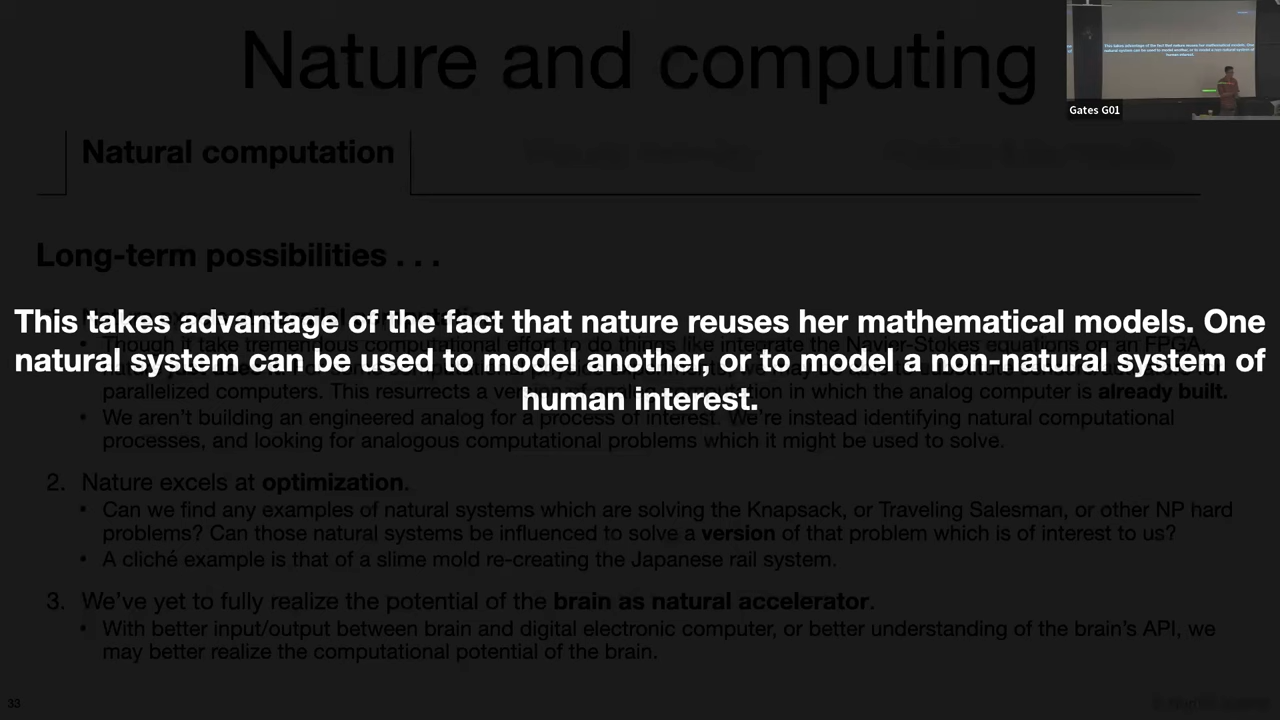 Nature and computing
Gates G01
Natural computation
Long-term possibilities . . .
This takes advantage of the fact that nature reuses her mathematical models. One
natural system can be used to model another, or to model a non-natural system of
human interest.
Though it take tremendous computational effort to do things like integrate the Navier-Stokes equations on an FPGA,
parallelized computers. This resurrects a version of analog computation in which the analog computer is already built.
• We aren't building an engineered analog for a process of interest. We're instead identifying natural computational
processes, and looking for analogous computational problems which it might be used to solve.
2. Nature excels at optimization.
• Can we find any examples of natural systems which are solving the Knapsack, or Traveling Salesman, or other NP hard
problems? Can those natural systems be influenced to solve a version of that problem which is of interest to us?
• A cliché example is that of a slime mold re-creating the Japanese rail system.
3. We've yet to fully realize the potential of the brain as natural accelerator.
• With better input/output between brain and digital electronic computer, or better understanding of the brain's API, we
may better realize the computational potential of the brain.
33